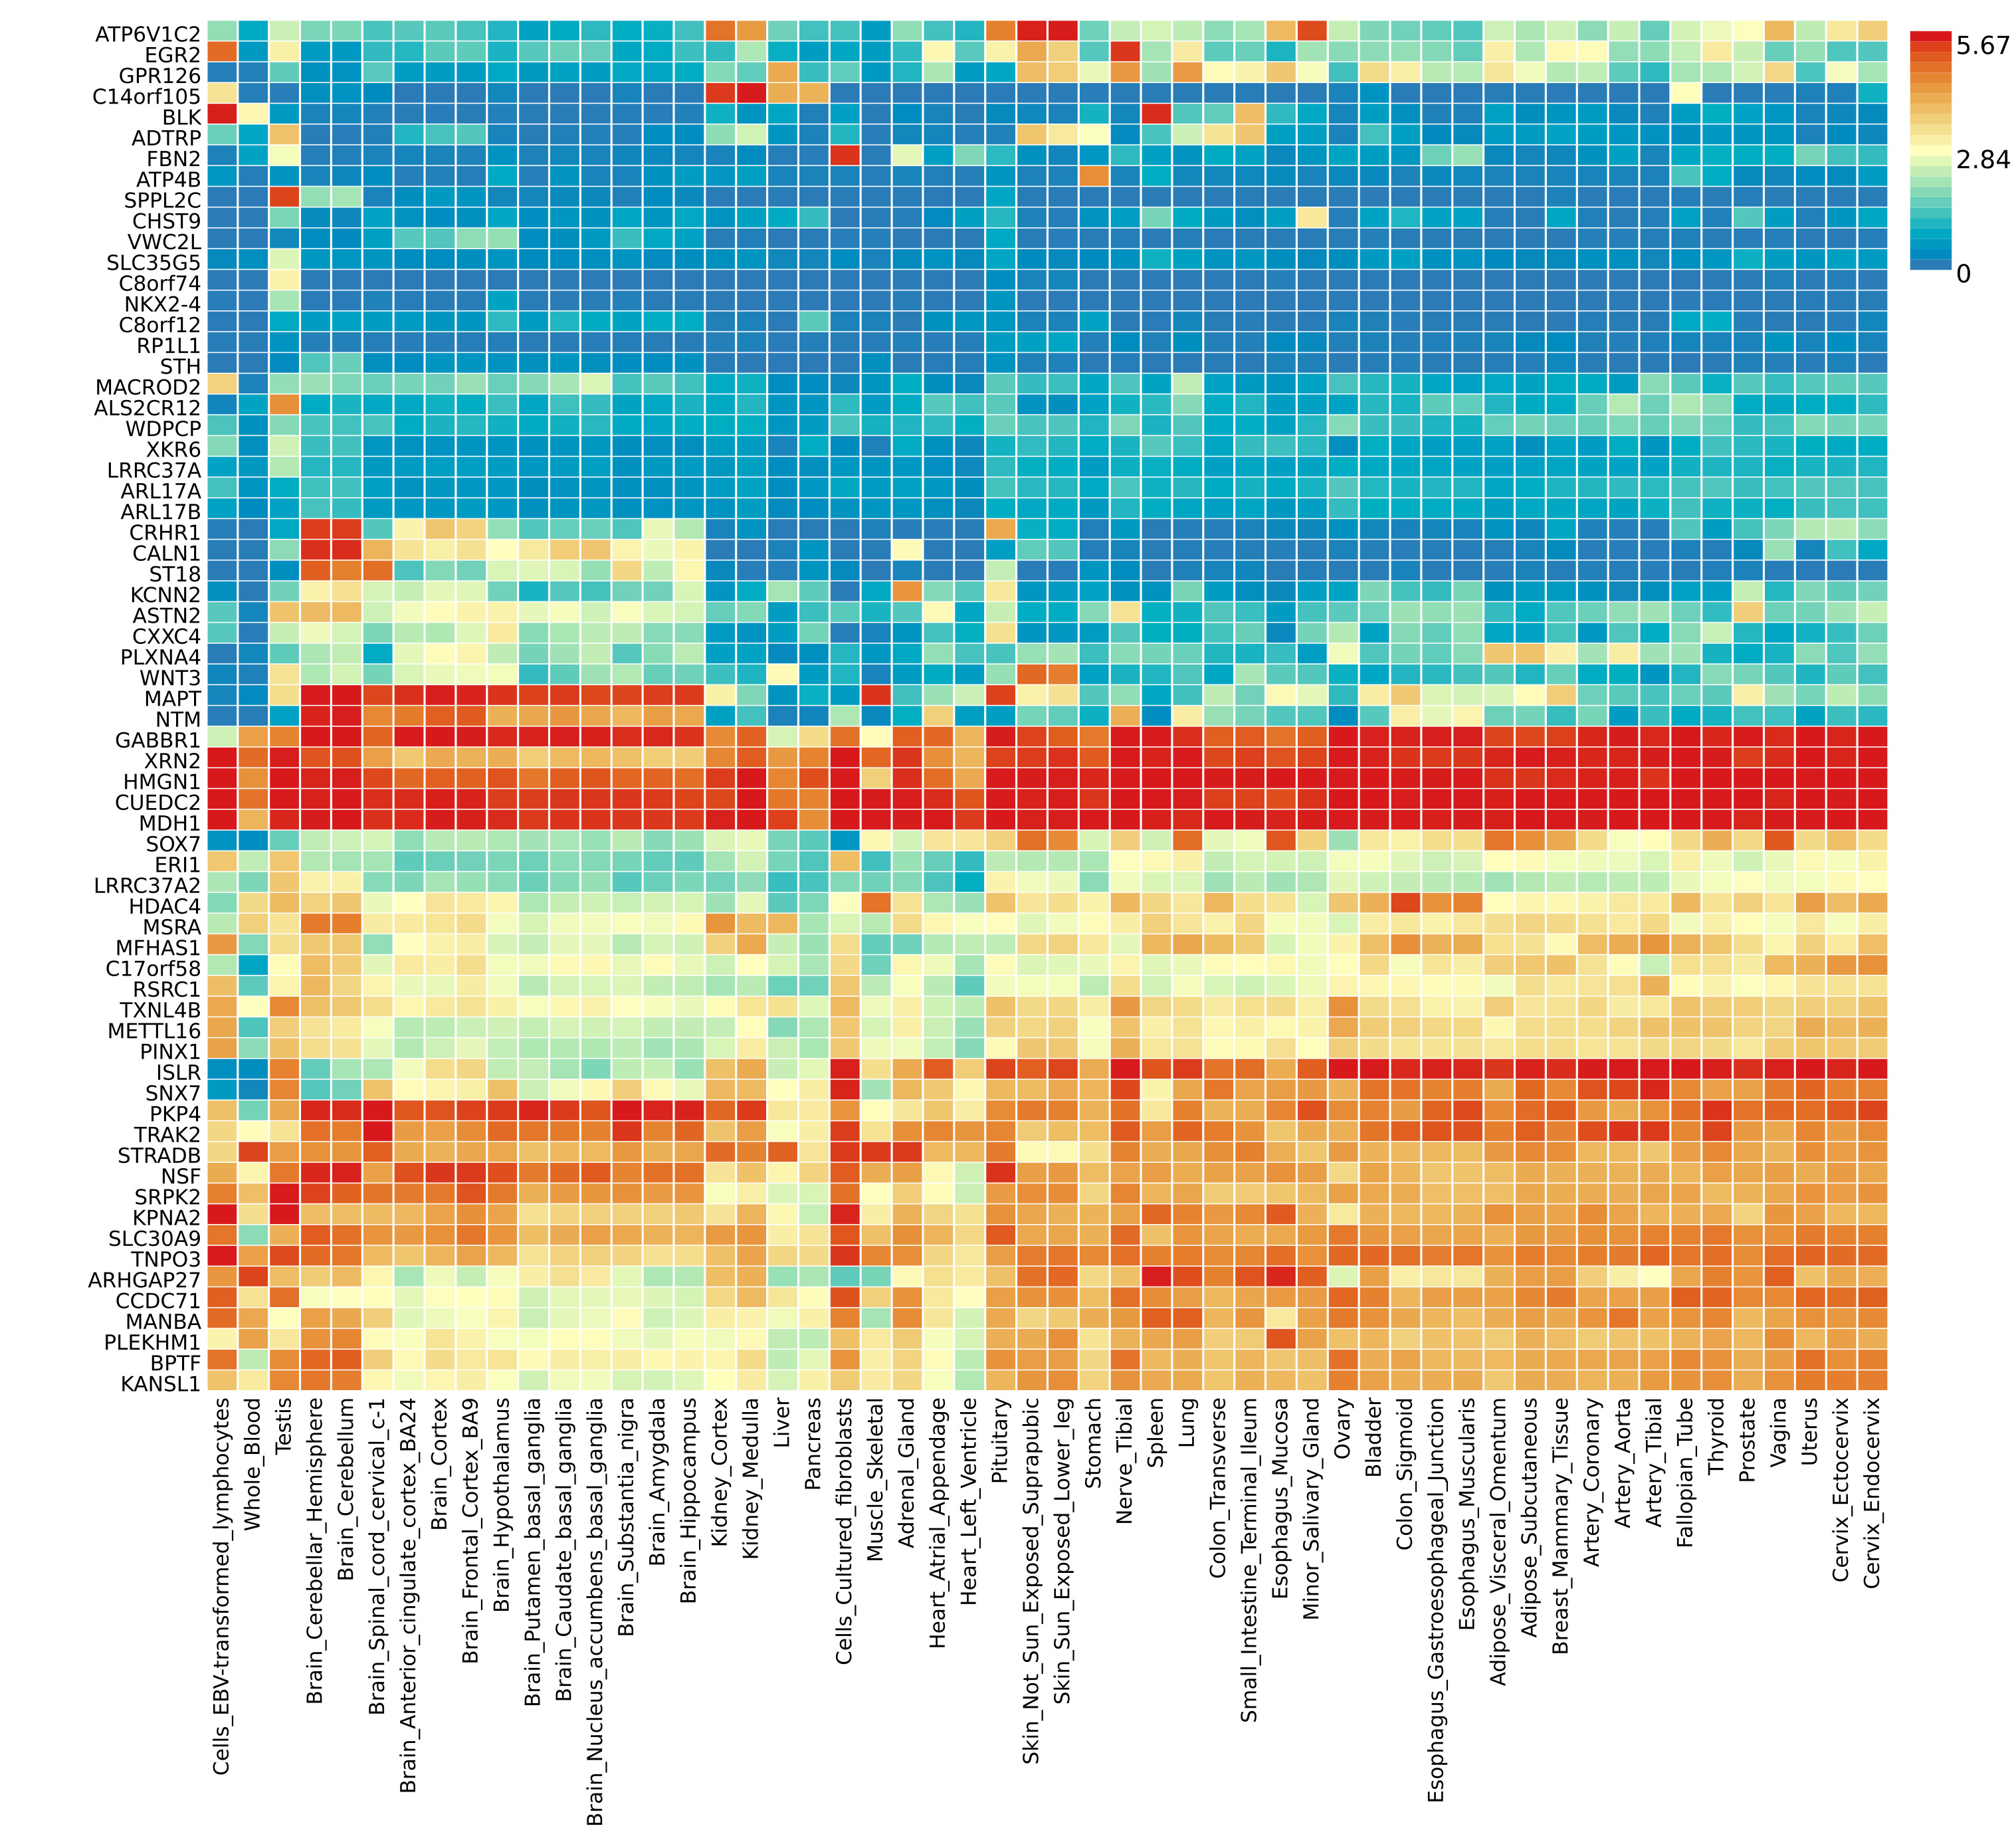 ATP6V1C2
EGR2
GPR126
C14orf105
BLK
ADTRP
FBN2
ATP4B
SPPL2C
CHST9
VWC2L
SLC35G5
C8orf74
NKX2-4
C8orf12
RP1L1
STH
MACROD2
ALS2CR12
WDPCP
XKR6
LRRC37A
ARL17A
ARL17B
CRHR1
CALN1
ST18
KCNN2
ASTN2
CXXC4
PLXNA4
WNT3
MAPT
NTM
GABBR1
XRN2
HMGN1
CUEDC2
MDH1
SOX7
ERI1
LRRC37A2
HDAC4
MSRA
MFHAS1
C17orf58
RSRC1
TXNL4B
METTL16
PINX1
ISLR
SNX7
PKP4
TRAK2
STRADB
NSF
SRPK2
KPNA2
SLC30A9
TNPO3
ARHGAP27
CCDC71
MANBA
PLEKHM1
BPTF
KANSL1
5.67
2.84
0
Cells_EBV-transformed_lymphocytes
Whole_Blood
Testis
Brain_Cerebellar_Hemisphere
Brain_Cerebellum
Brain_Spinal_cord_cervical_c-1
Brain_Anterior_cingulate_cortex_BA24
Brain_Cortex
Brain_Frontal_Cortex_BA9
Brain_Hypothalamus
Brain_Putamen_basal_ganglia
Brain_Caudate_basal_ganglia
Brain_Nucleus_accumbens_basal_ganglia
Brain_Substantia_nigra
Brain_Amygdala
Brain_Hippocampus
Kidney_Cortex
Kidney_Medulla
Liver
Pancreas
Cells_Cultured_fibroblasts
Muscle_Skeletal
Adrenal_Gland
Heart_Atrial_Appendage
Heart_Left_Ventricle
Pituitary
Skin_Not_Sun_Exposed_Suprapubic
Skin_Sun_Exposed_Lower_leg
Stomach
Nerve_Tibial
Spleen
Lung
Colon_Transverse
Small_Intestine_Terminal_Ileum
Esophagus_Mucosa
Minor_Salivary_Gland
Ovary
Bladder
Colon_Sigmoid
Esophagus_Gastroesophageal_Junction
Esophagus_Muscularis
Adipose_Visceral_Omentum
Adipose_Subcutaneous
Breast_Mammary_Tissue
Artery_Coronary
Artery_Aorta
Artery_Tibial
Fallopian_Tube
Thyroid
Prostate
Vagina
Uterus
Cervix_Ectocervix
Cervix_Endocervix